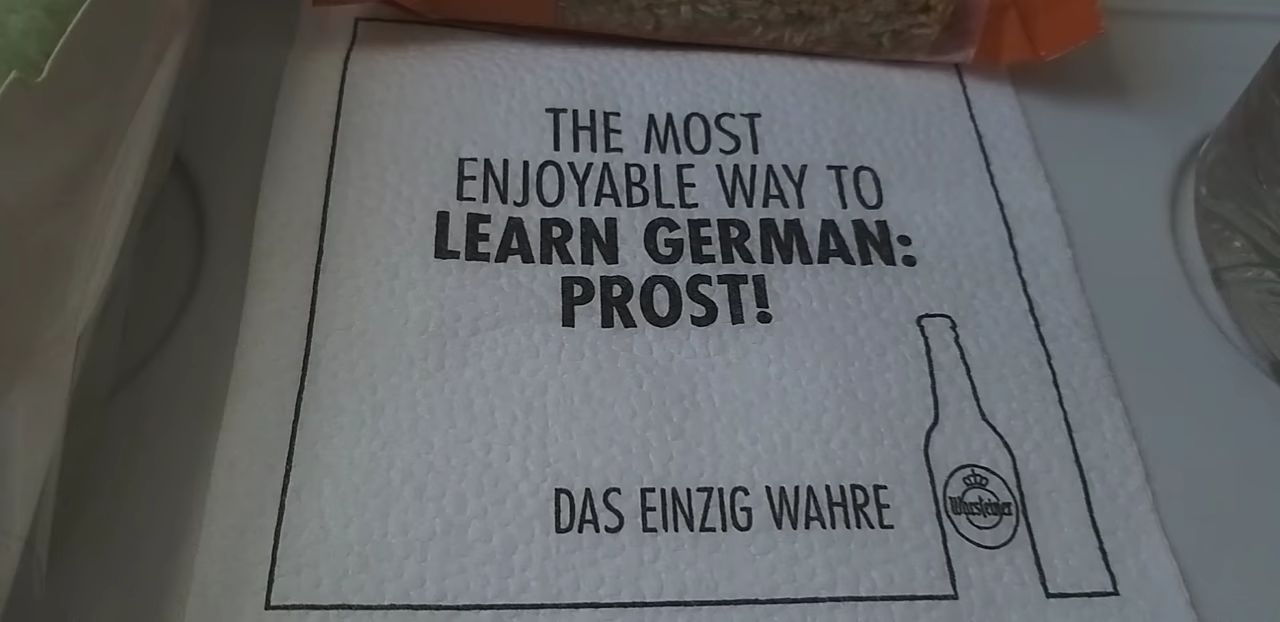 THE MOST
ENJOYABLE WAY TO
LEARN GERMAN:
PROST!
DAS EINZIG WAHRE
Warsteiner